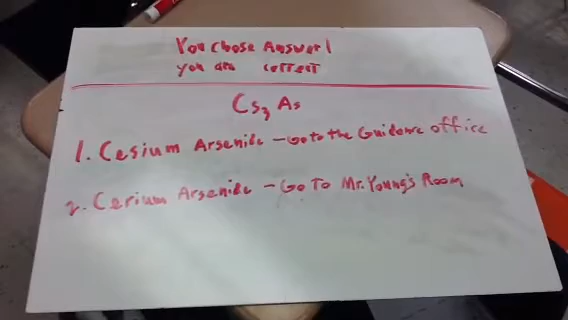 You chose Answer 1
you are correct
Cs3 As
1. Cesium Arsenide - Go to the Guidance office
2. Cerium Arsenide - Go To Mr. Young's Room